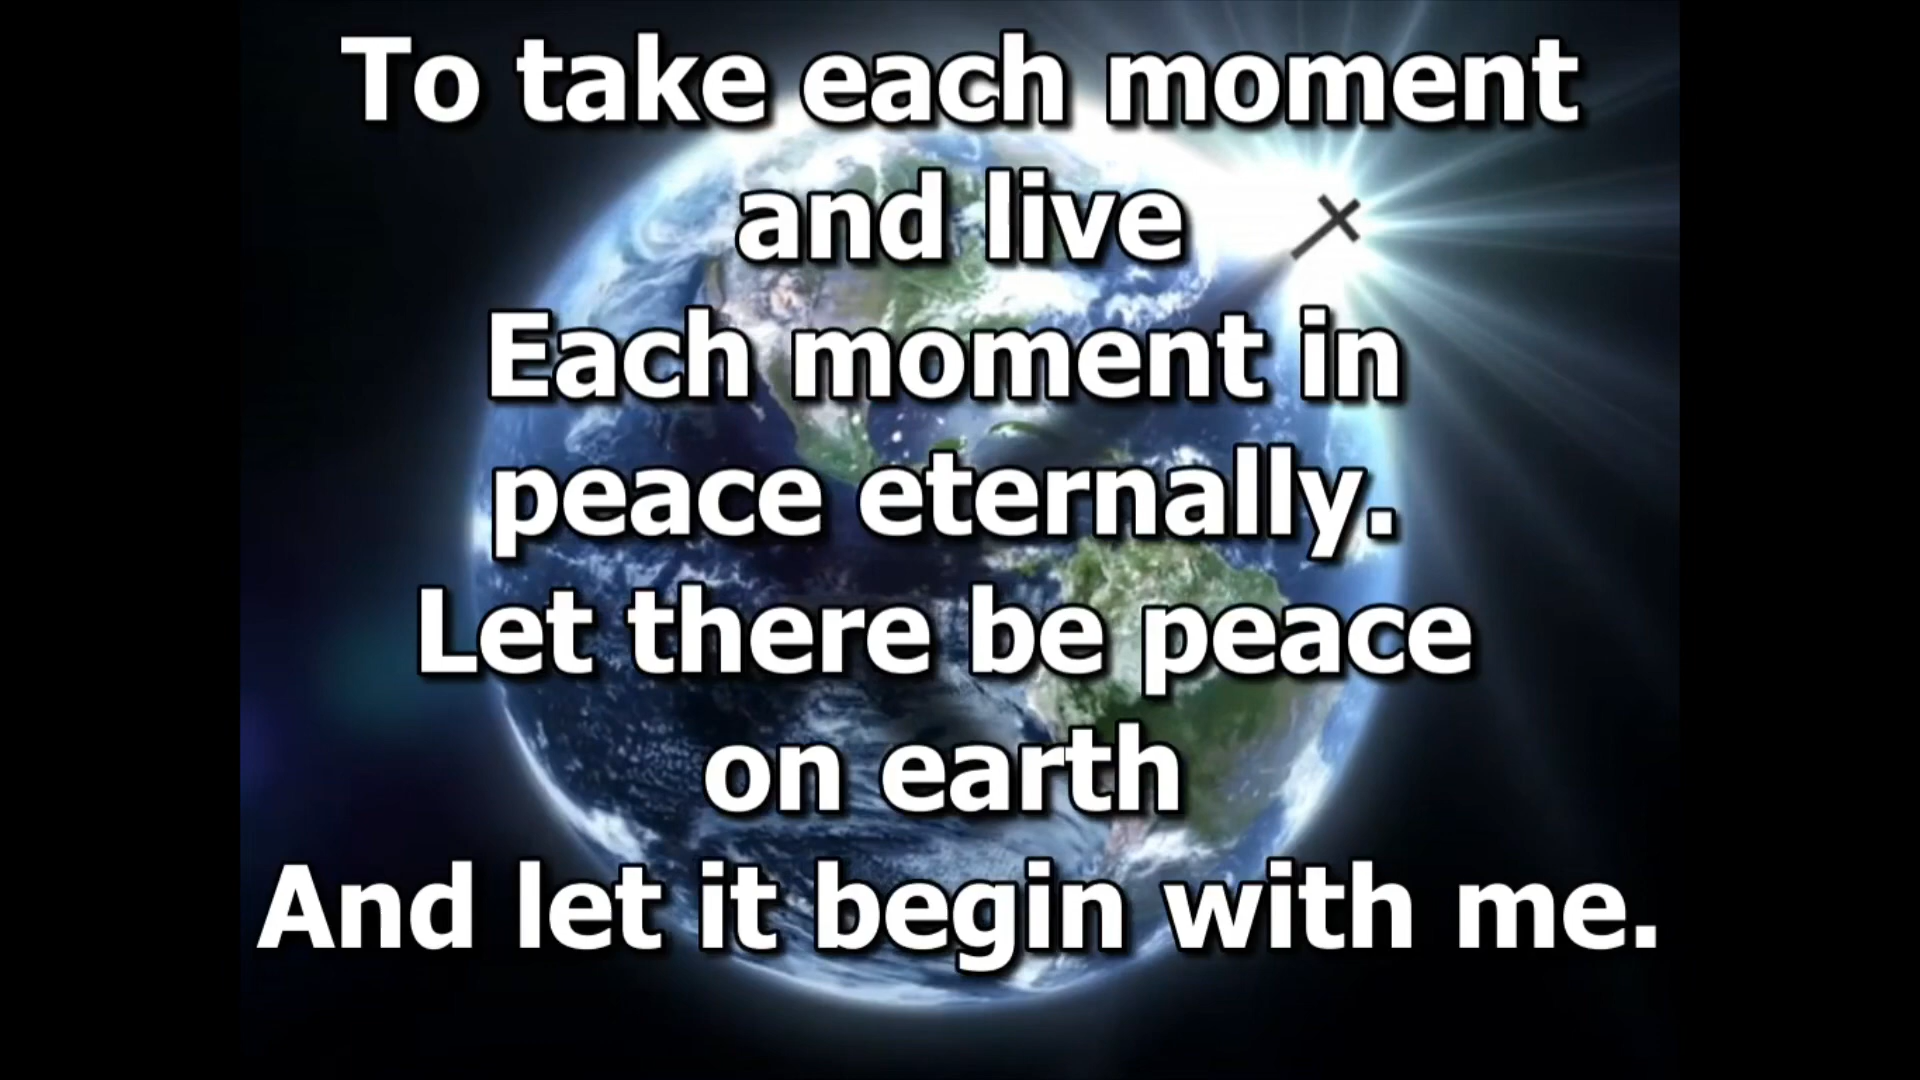 To take each moment
and live
Each moment in
peace eternally.
Let there be peace
on earth
And let it begin with me.